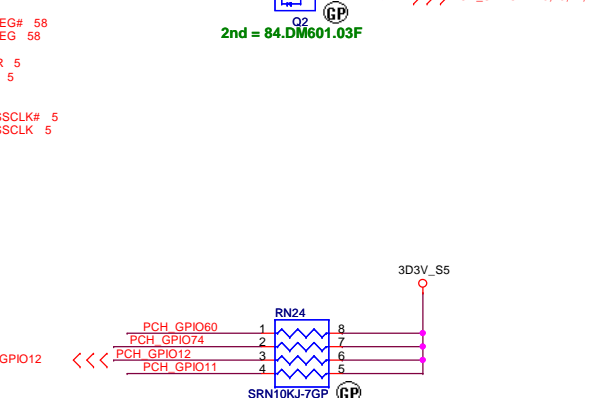 GP
Q2
2nd = 84.DM601.03F
EG# 58
EG 58
R 5
5
SSCLK# 5
SSCLK 5
3D3V_S5
RN24
PCH_GPIO60 1 8
PCH_GPIO74 2 7
GPIO12 PCH_GPIO12 3 6
PCH_GPIO11 4 5
SRN10KJ-7GP GP